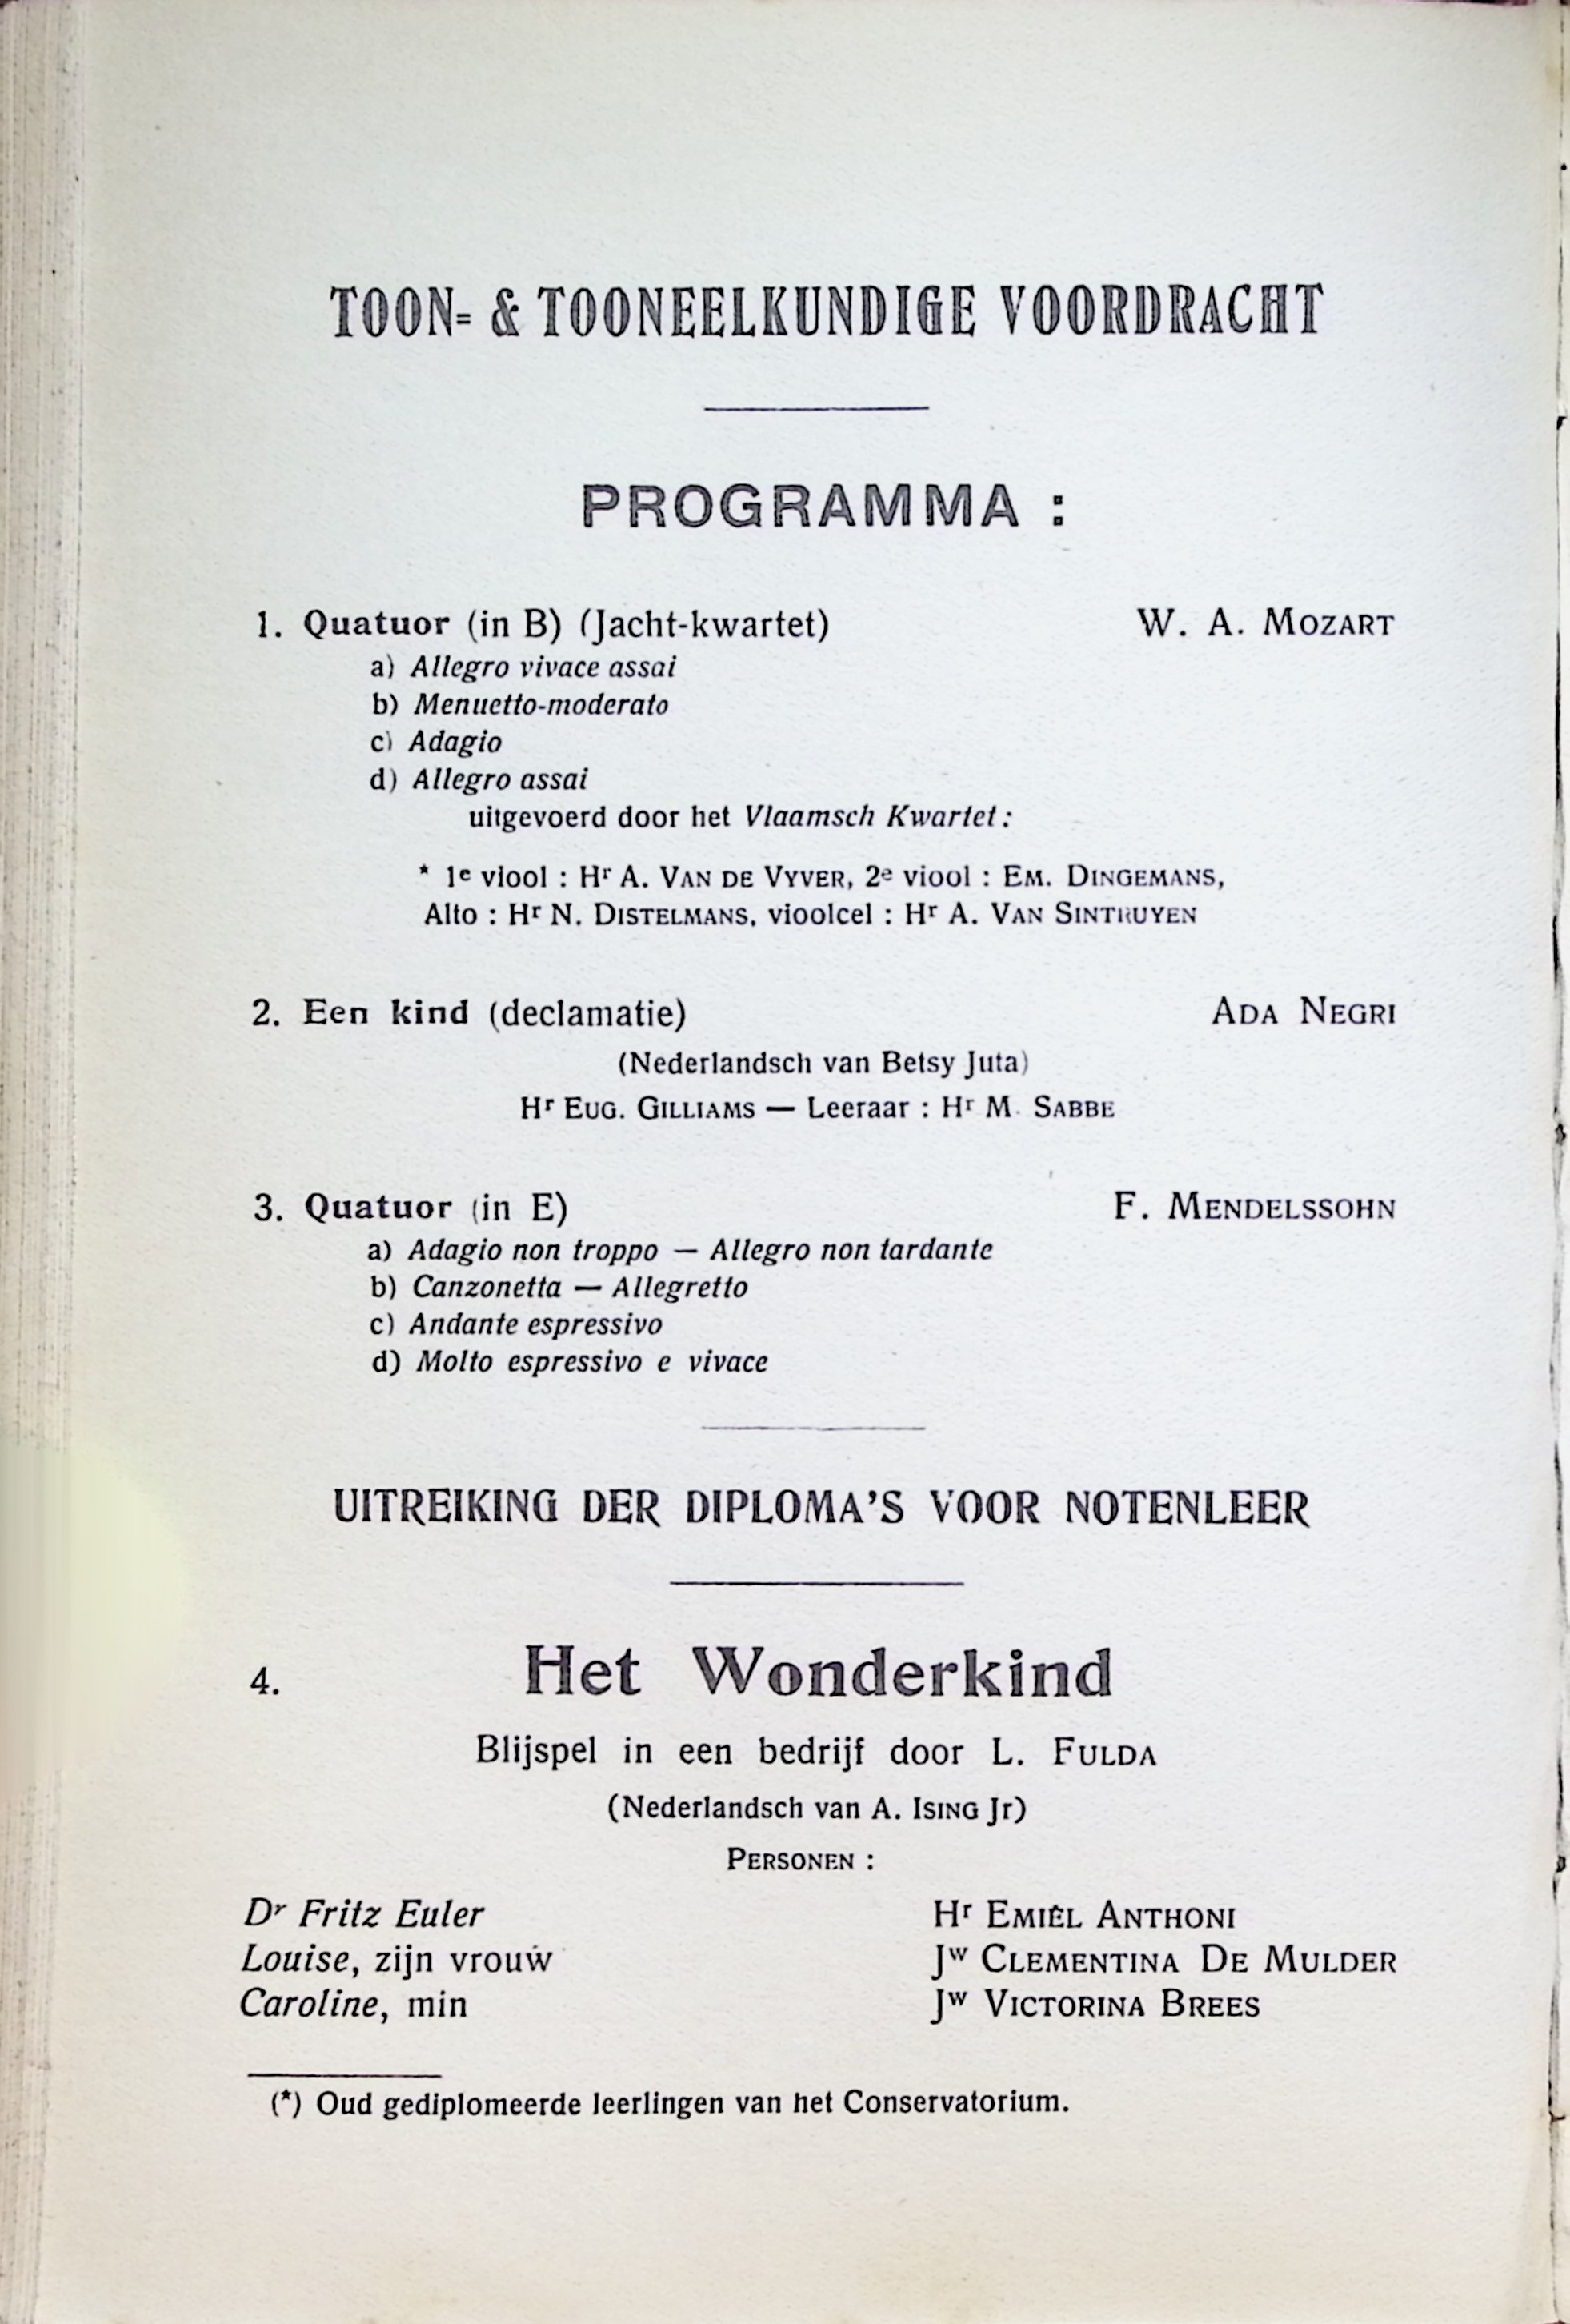 TOON- & TOONEELKUNDIGE VOORDRACHT
PROGRAMMA :
1. Quatuor (in B) (Jacht-kwartet) W. A. MOZART
a) Allegro vivace assai
b) Menuetto-moderato
c) Adagio
d) Allegro assai
uitgevoerd door het Vlaamsch Kwartet :
* 1e viool : Hr A. VAN DE VYVER, 2e viool : EM. DINGEMANS,
Alto : Hr N. DISTELMANS, vioolcel : Hr A. VAN SINTRUYEN
2. Een kind (declamatie) ADA NEGRI
(Nederlandsch van Betsy Juta)
Hr EUG. GILLIAMS — Leeraar : Hr M. SABBE
3. Quatuor (in E) F. MENDELSSOHN
a) Adagio non troppo — Allegro non tardante
b) Canzonetta — Allegretto
c) Andante espressivo
d) Molto espressivo e vivace
UITREIKING DER DIPLOMA'S VOOR NOTENLEER
4. Het Wonderkind
Blijspel in een bedrijf door L. FULDA
(Nederlandsch van A. ISING Jr)
PERSONEN :
Dr Fritz Euler Hr EMIEL ANTHONI
Louise, zijn vrouw Jw CLEMENTINA DE MULDER
Caroline, min Jw VICTORINA BREES
(*) Oud gediplomeerde leerlingen van het Conservatorium.